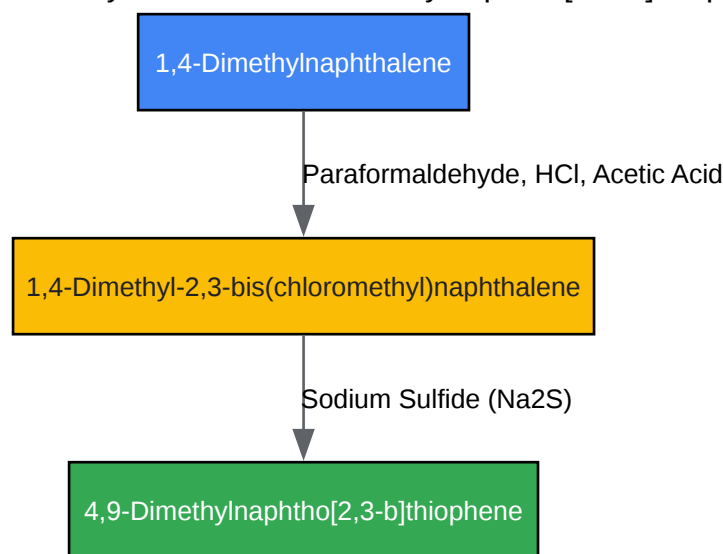 1,4-Dimethylnaphthalene
Paraformaldehyde, HCl, Acetic Acid
1,4-Dimethyl-2,3-bis(chloromethyl)naphthalene
Sodium Sulfide (Na2S)
4,9-Dimethylnaphtho[2,3-b]thiophene